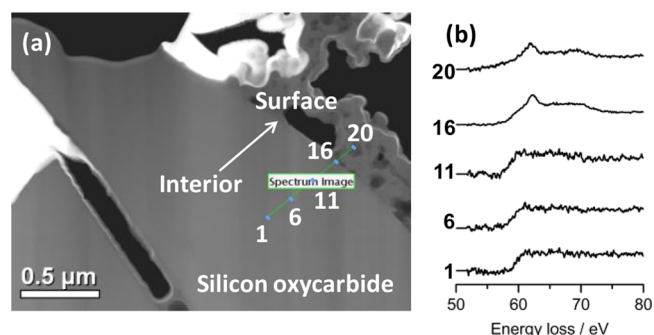 (a)
Surface
20
16
Interior
Spectrum Image
11
6
1
0.5 µm
Silicon oxycarbide
(b)
20
16
11
6
1
50 60 70 80
Energy loss / eV